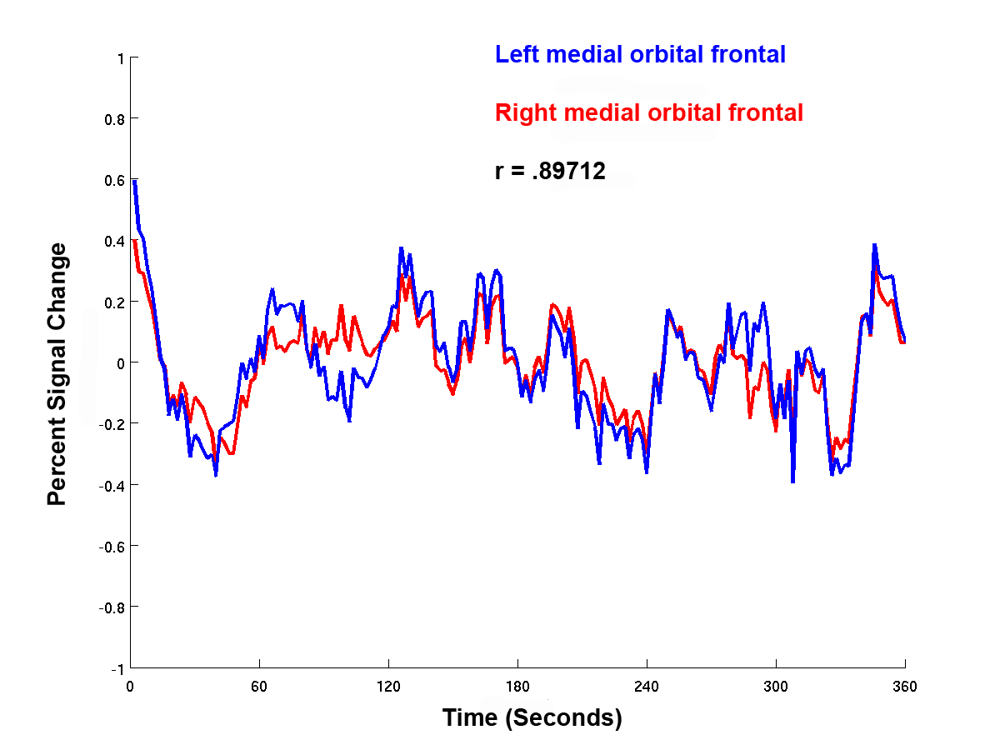 Left medial orbital frontal
Right medial orbital frontal
r = .89712
Percent Signal Change
1
0.8
0.6
0.4
0.2
0
-0.2
-0.4
-0.6
-0.8
-1
0 60 120 180 240 300 360
Time (Seconds)